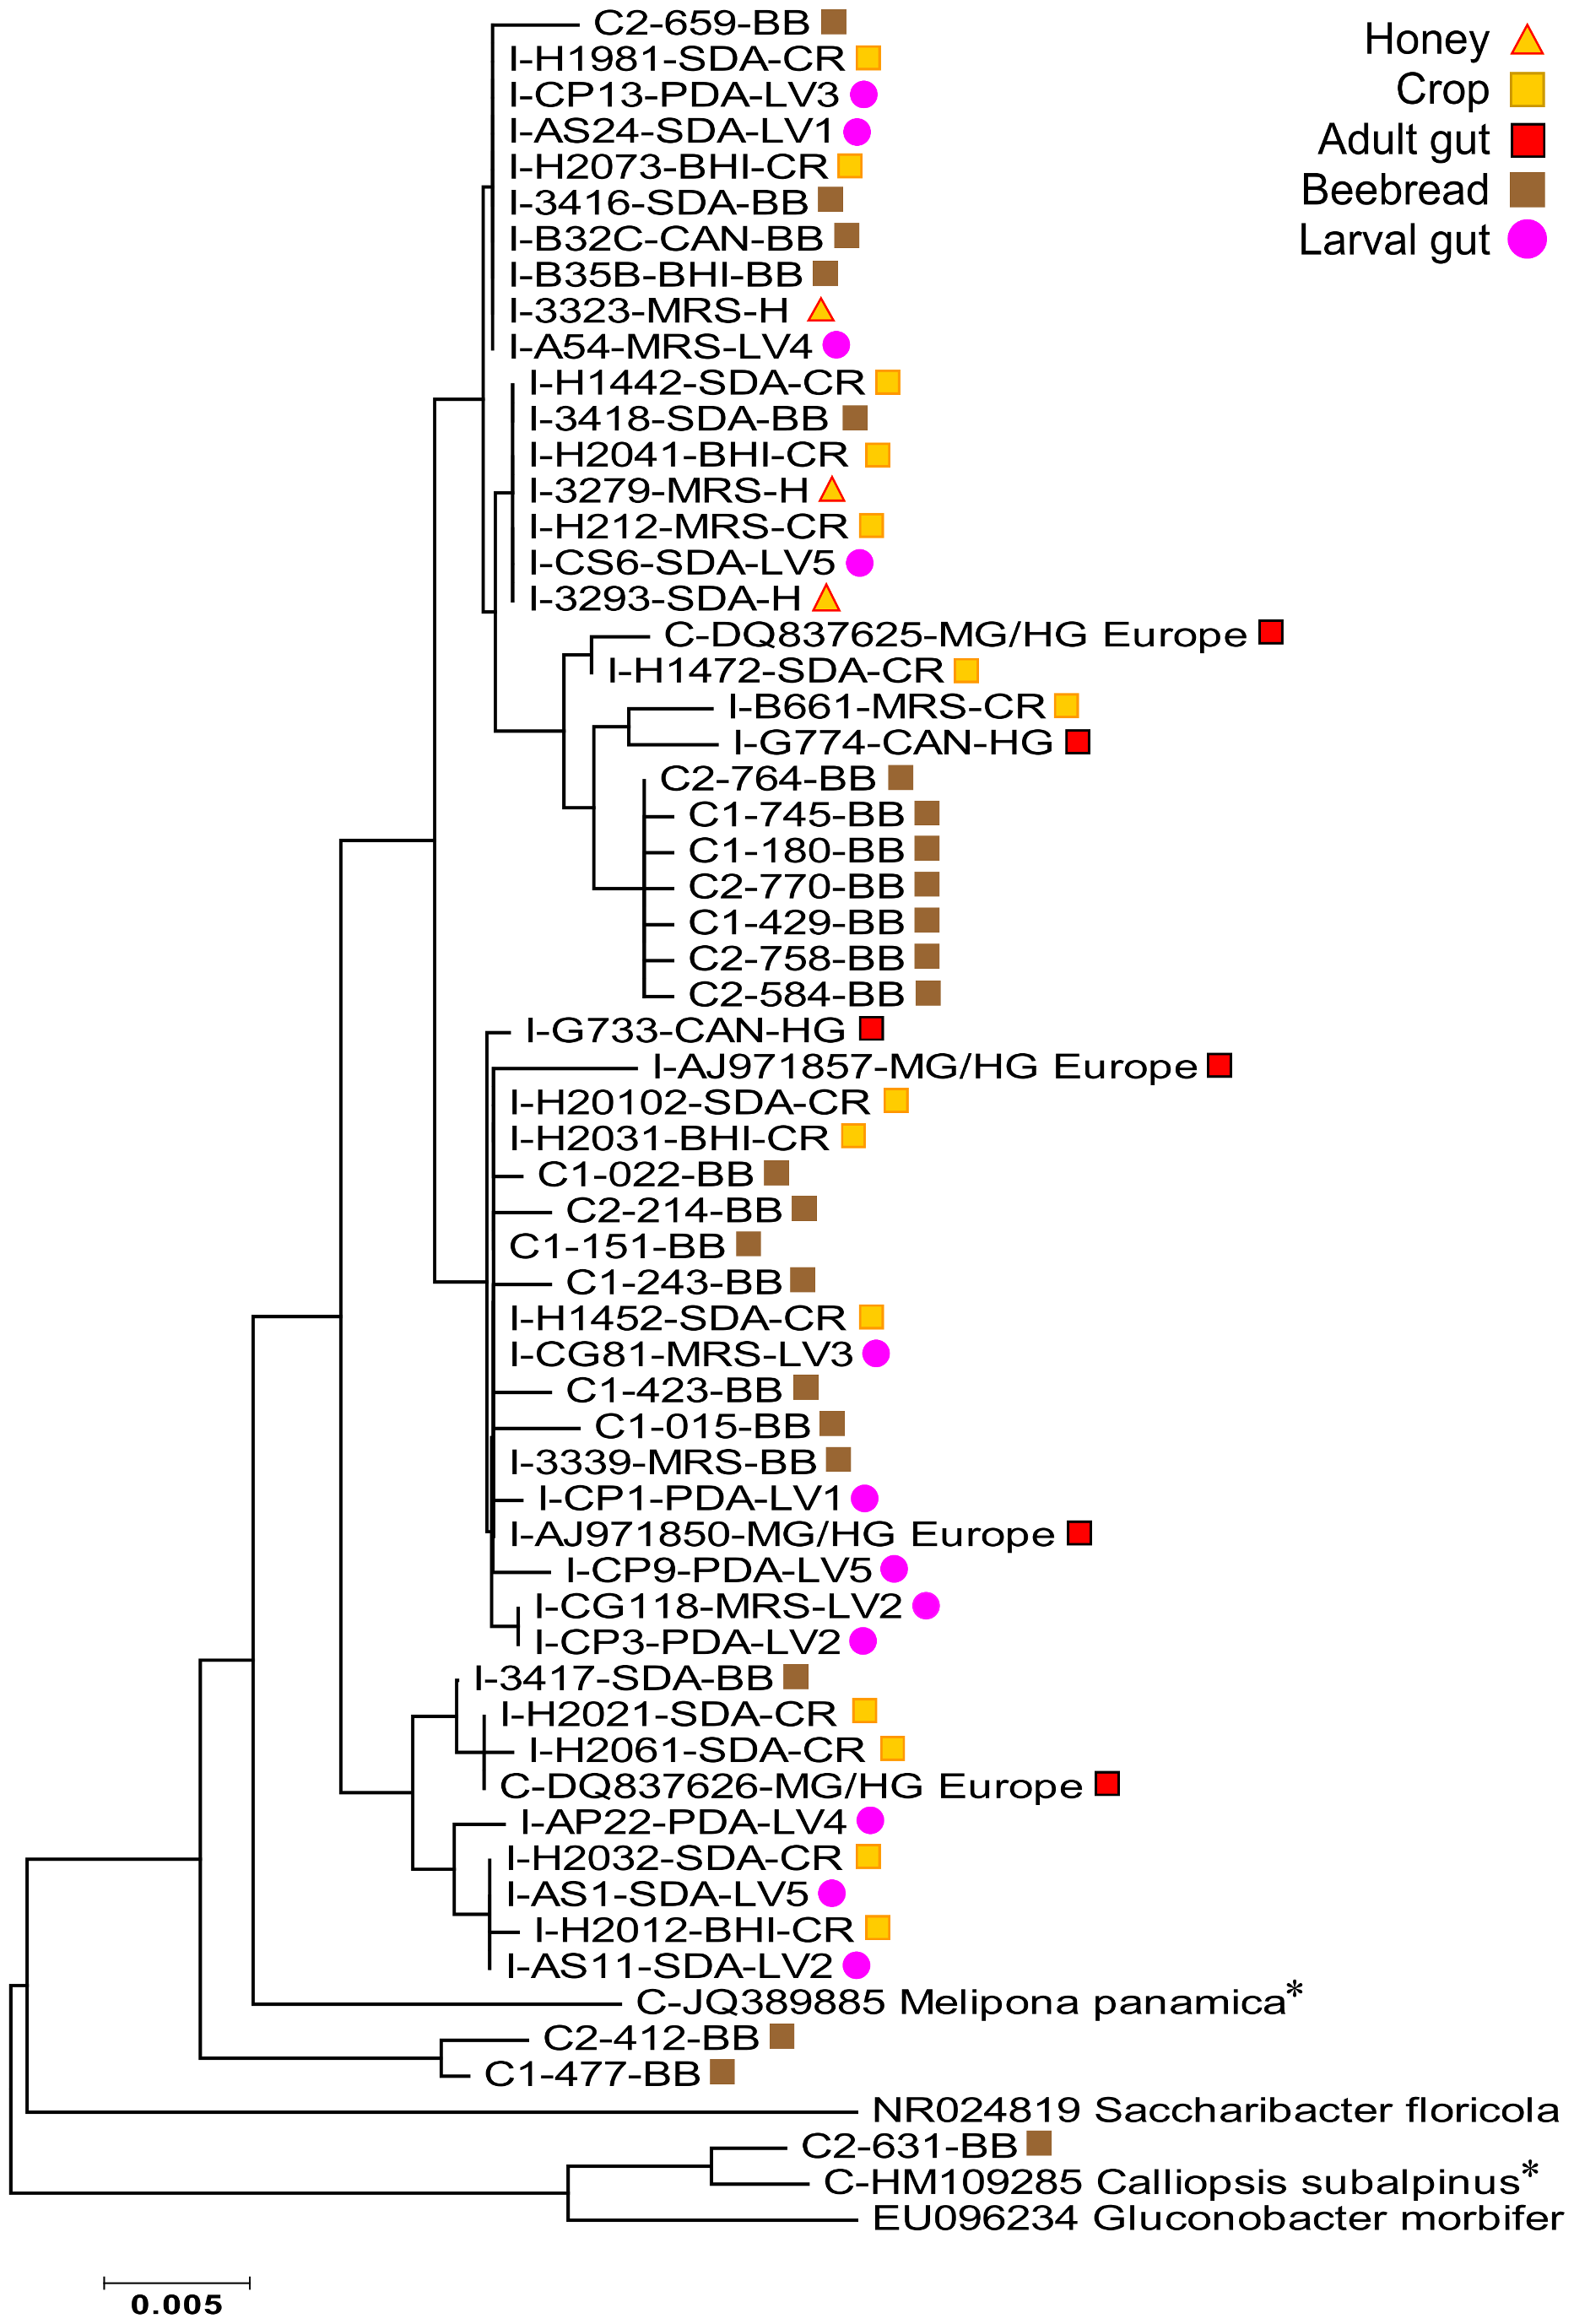 C2-659-BB
Honey
I-H1981-SDA-CR
Crop
I-CP13-PDA-LV3
I-AS24-SDA-LV1
Adult gut
I-H2073-BHI-CR
Beebread
I-3416-SDA-BB
I-B32C-CAN-BB
Larval gut
I-B35B-BHI-BB
I-3323-MRS-H
I-A54-MRS-LV4
I-H1442-SDA-CR
I-3418-SDA-BB
I-H2041-BHI-CR
I-3279-MRS-H
I-H212-MRS-CR
I-CS6-SDA-LV5
I-3293-SDA-H
C-DQ837625-MG/HG Europe
I-H1472-SDA-CR
I-B661-MRS-CR
I-G774-CAN-HG
C2-764-BB
C1-745-BB
C1-180-BB
C2-770-BB
C1-429-BB
C2-758-BB
C2-584-BB
I-G733-CAN-HG
I-AJ971857-MG/HG Europe
I-H20102-SDA-CR
I-H2031-BHI-CR
C1-022-BB
C2-214-BB
C1-151-BB
C1-243-BB
I-H1452-SDA-CR
I-CG81-MRS-LV3
C1-423-BB
C1-015-BB
I-3339-MRS-BB
I-CP1-PDA-LV1
I-AJ971850-MG/HG Europe
I-CP9-PDA-LV5
I-CG118-MRS-LV2
I-CP3-PDA-LV2
I-3417-SDA-BB
I-H2021-SDA-CR
I-H2061-SDA-CR
C-DQ837626-MG/HG Europe
I-AP22-PDA-LV4
I-H2032-SDA-CR
I-AS1-SDA-LV5
I-H2012-BHI-CR
I-AS11-SDA-LV2
C-JQ389885 Melipona panamica*
C2-412-BB
C1-477-BB
NR024819 Saccharibacter floricola
C2-631-BB
C-HM109285 Calliopsis subalpinus*
EU096234 Gluconobacter morbifer
0.005